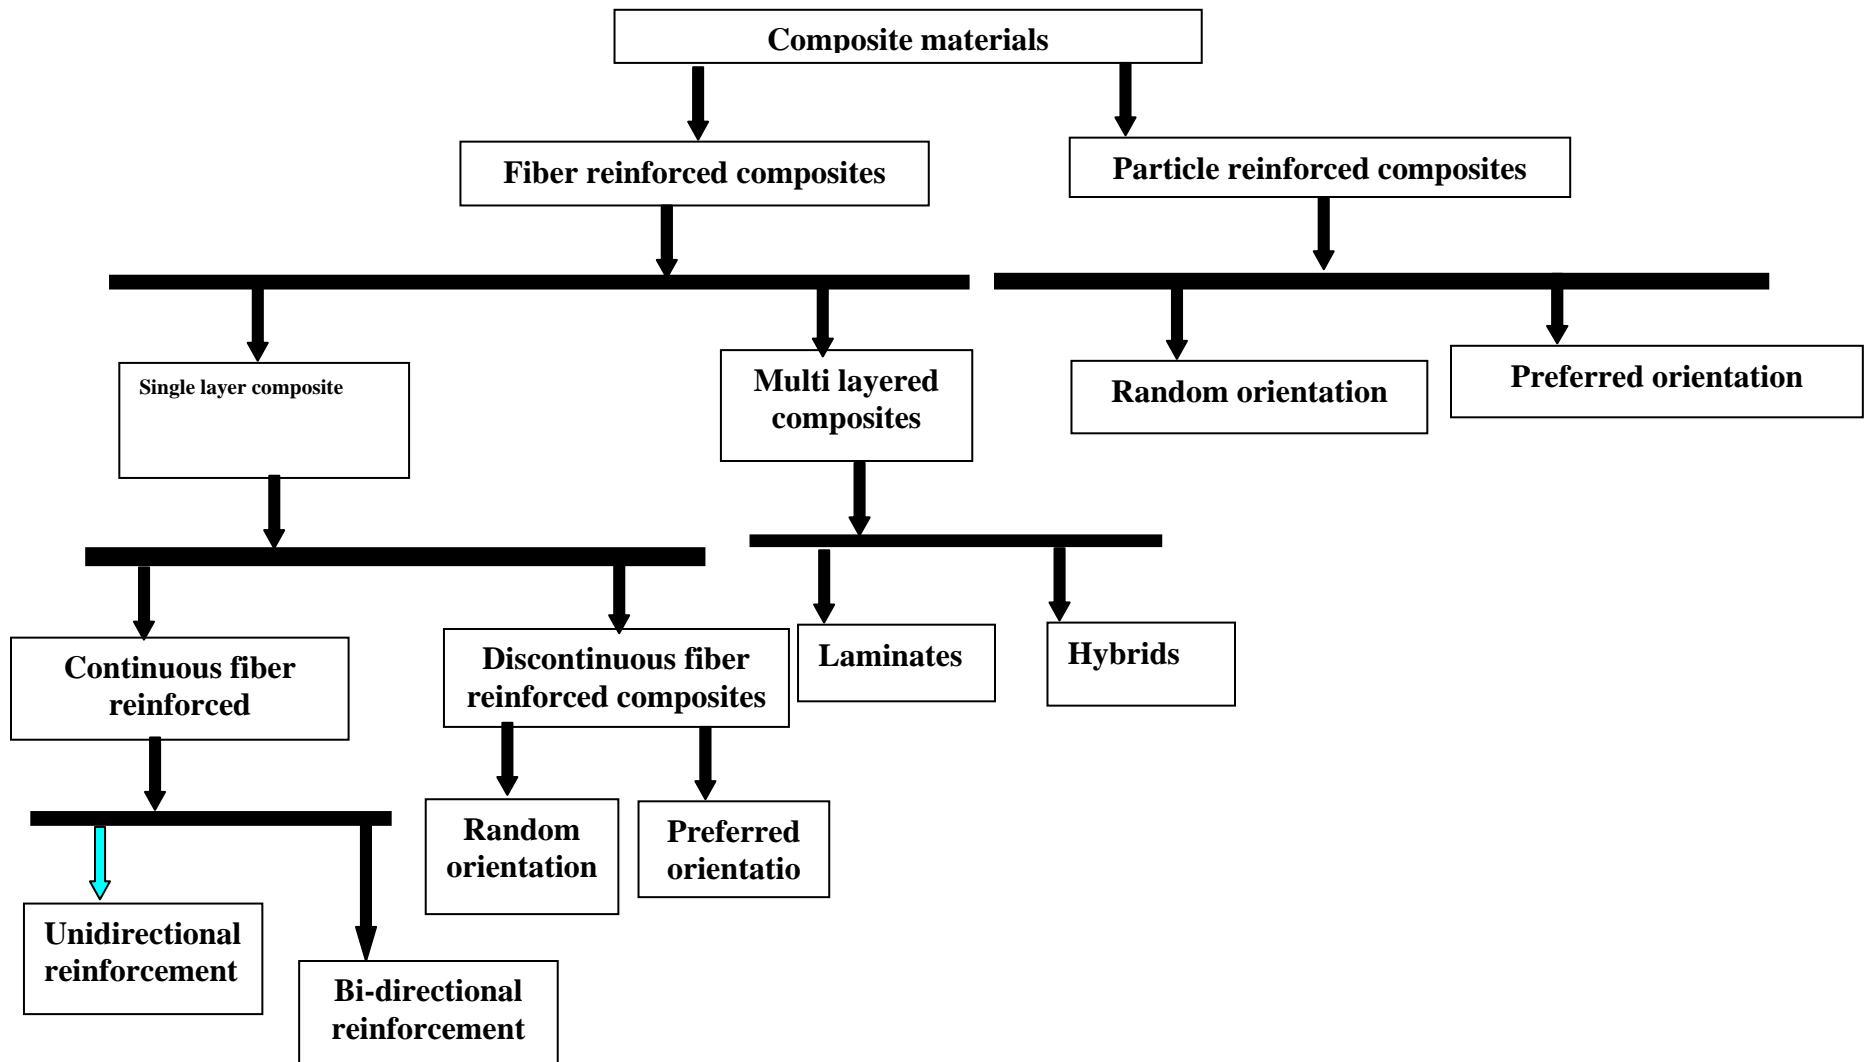 Composite materials
Fiber reinforced composites
Particle reinforced composites
Single layer composite
Multi layered
composites
Random orientation
Preferred orientation
Continuous fiber
reinforced
Discontinuous fiber
reinforced composites
Laminates
Hybrids
Random
orientation
Preferred
orientatio
Unidirectional
reinforcement
Bi-directional
reinforcement